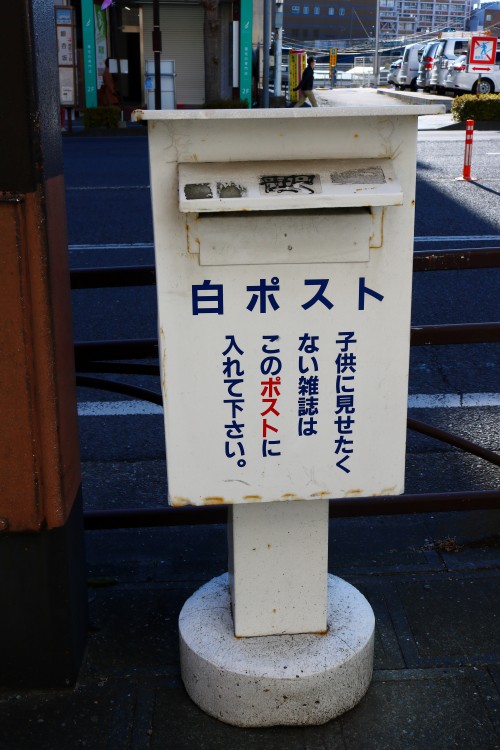 白ポスト
子供に見せたく
ない雑誌は
このポストに
入れて下さい。